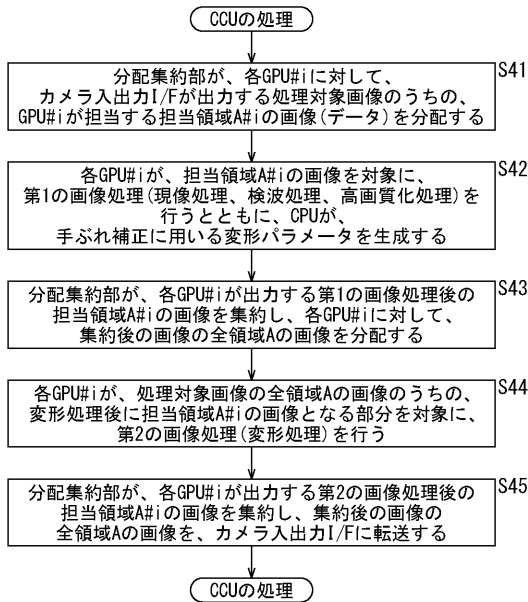 CCUの処理
S41
分配集約部が、各GPU#iに対して、
カメラ入出力I/Fが出力する処理対象画像のうちの、
GPU#iが担当する担当領域A#iの画像(データ)を分配する
S42
各GPU#iが、担当領域A#iの画像を対象に、
第1の画像処理(現像処理、検波処理、高画質化処理)を
行うとともに、CPUが、
手ぶれ補正に用いる変形パラメータを生成する
S43
分配集約部が、各GPU#iが出力する第1の画像処理後の
担当領域A#iの画像を集約し、各GPU#iに対して、
集約後の画像の全領域Aの画像を分配する
S44
各GPU#iが、処理対象画像の全領域Aの画像のうちの、
変形処理後に担当領域A#iの画像となる部分を対象に、
第2の画像処理(変形処理)を行う
S45
分配集約部が、各GPU#iが出力する第2の画像処理後の
担当領域A#iの画像を集約し、集約後の画像の
全領域Aの画像を、カメラ入出力I/Fに転送する
CCUの処理